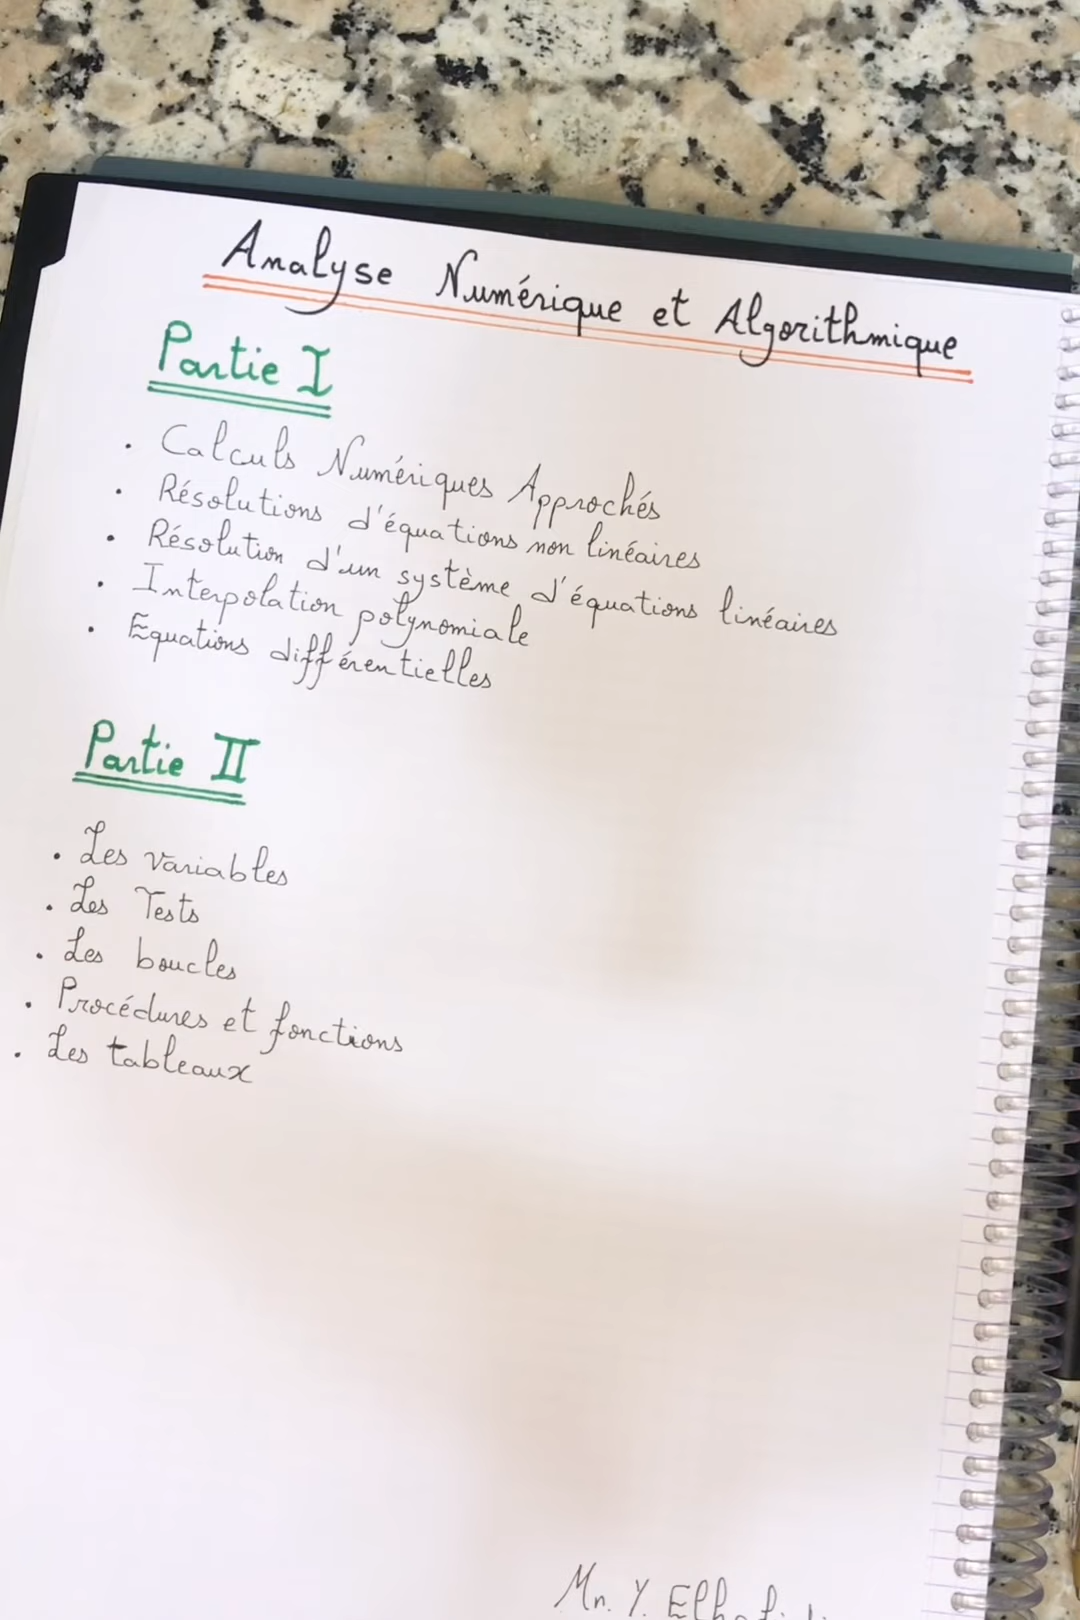 Analyse Numérique et Algorithmique
Partie I
. Calculs Numériques Approchés
. Résolutions d'équations non linéaires
. Résolution d'un système d'équations linéaires
. Interpolation polynomiale
. Equations différentielles
Partie II
. Les variables
. Les Tests
. Les boucles
. Procédures et fonctions
. Les tableaux
Mr. Y.